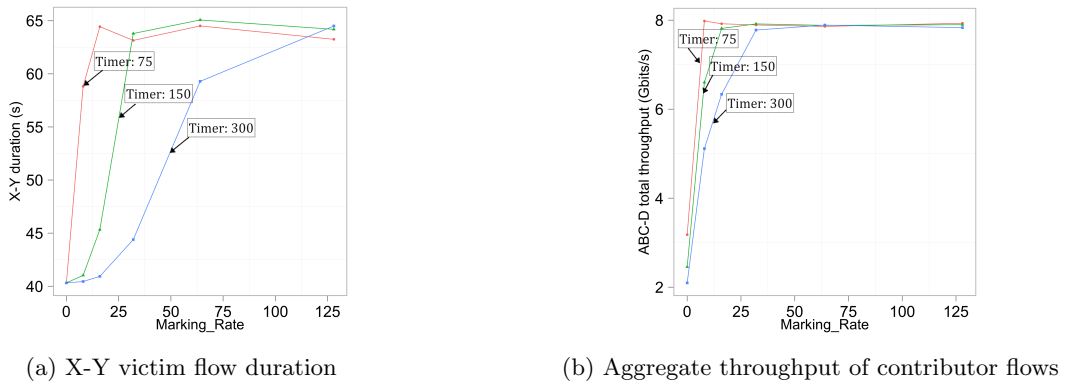 65
60
55
50
45
40
X-Y duration (s)
Timer: 75
Timer: 150
Timer: 300
0 25 50 75 100 125
Marking_Rate
(a) X-Y victim flow duration
8
6
4
2
ABC-D total throughput (Gbits/s)
Timer: 75
Timer: 150
Timer: 300
0 25 50 75 100 125
Marking_Rate
(b) Aggregate throughput of contributor flows